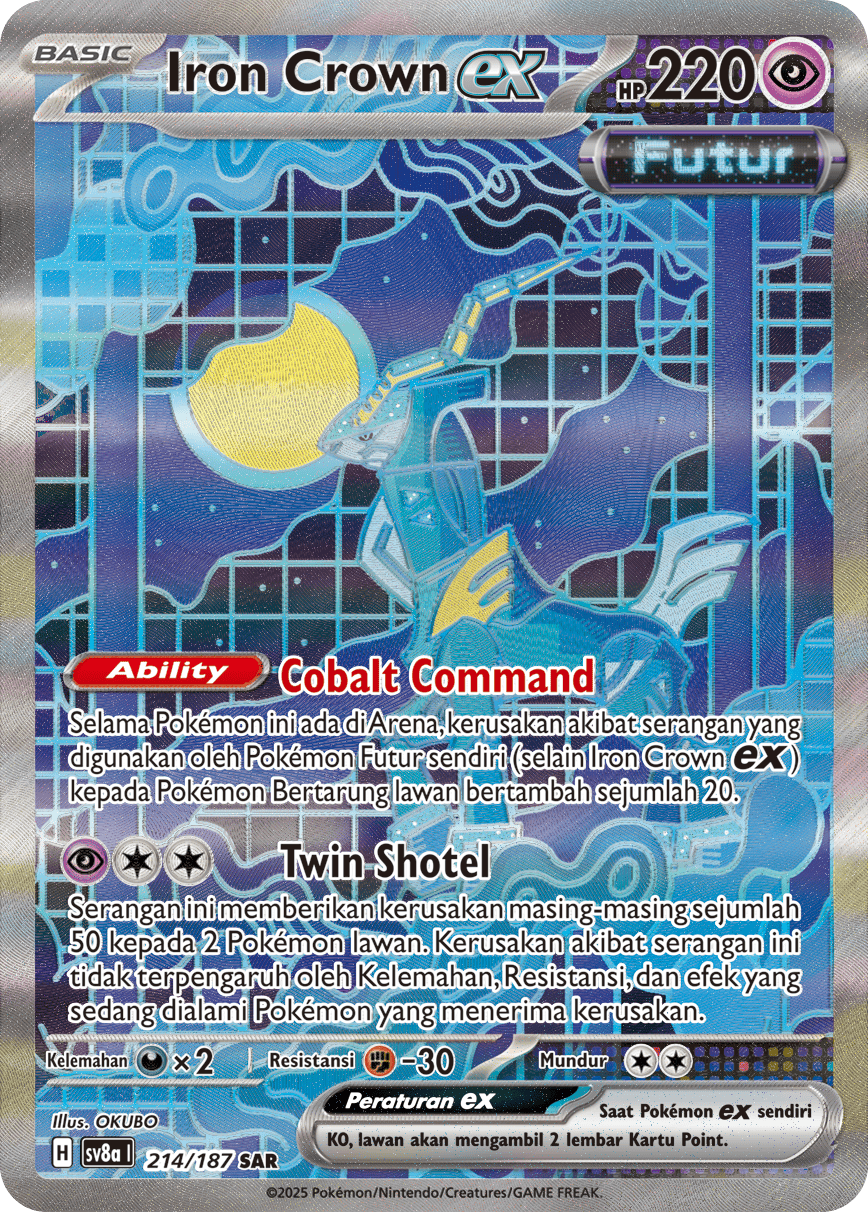 BASIC
Iron Crown ex
HP 220
Futur
Ability Cobalt Command
Selama Pokémon ini ada di Arena, kerusakan akibat serangan yang
digunakan oleh Pokémon Futur sendiri (selain Iron Crown ex)
kepada Pokémon Bertarung lawan bertambah sejumlah 20.
Twin Shotel
Serangan ini memberikan kerusakan masing-masing sejumlah
50 kepada 2 Pokémon lawan. Kerusakan akibat serangan ini
tidak terpengaruh oleh Kelemahan, Resistansi, dan efek yang
sedang dialami Pokémon yang menerima kerusakan.
Kelemahan ×2 Resistansi -30 Mundur
Peraturan ex
Saat Pokémon ex sendiri
KO, lawan akan mengambil 2 lembar Kartu Point.
Illus. OKUBO
H sv8a I 214/187 SAR
©2025 Pokémon/Nintendo/Creatures/GAME FREAK.